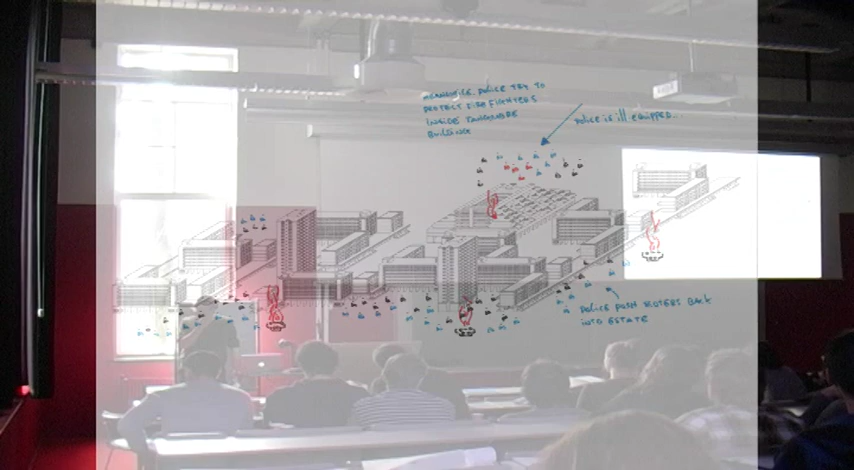 MEANWHILE POLICE TRY TO
PROTECT FIRE FIGHTERS
INSIDE TANGMERE
BUILDING
POLICE IS ill EQUIPPED...
POLICE PUSH RIOTERS BACK
INTO ESTATE